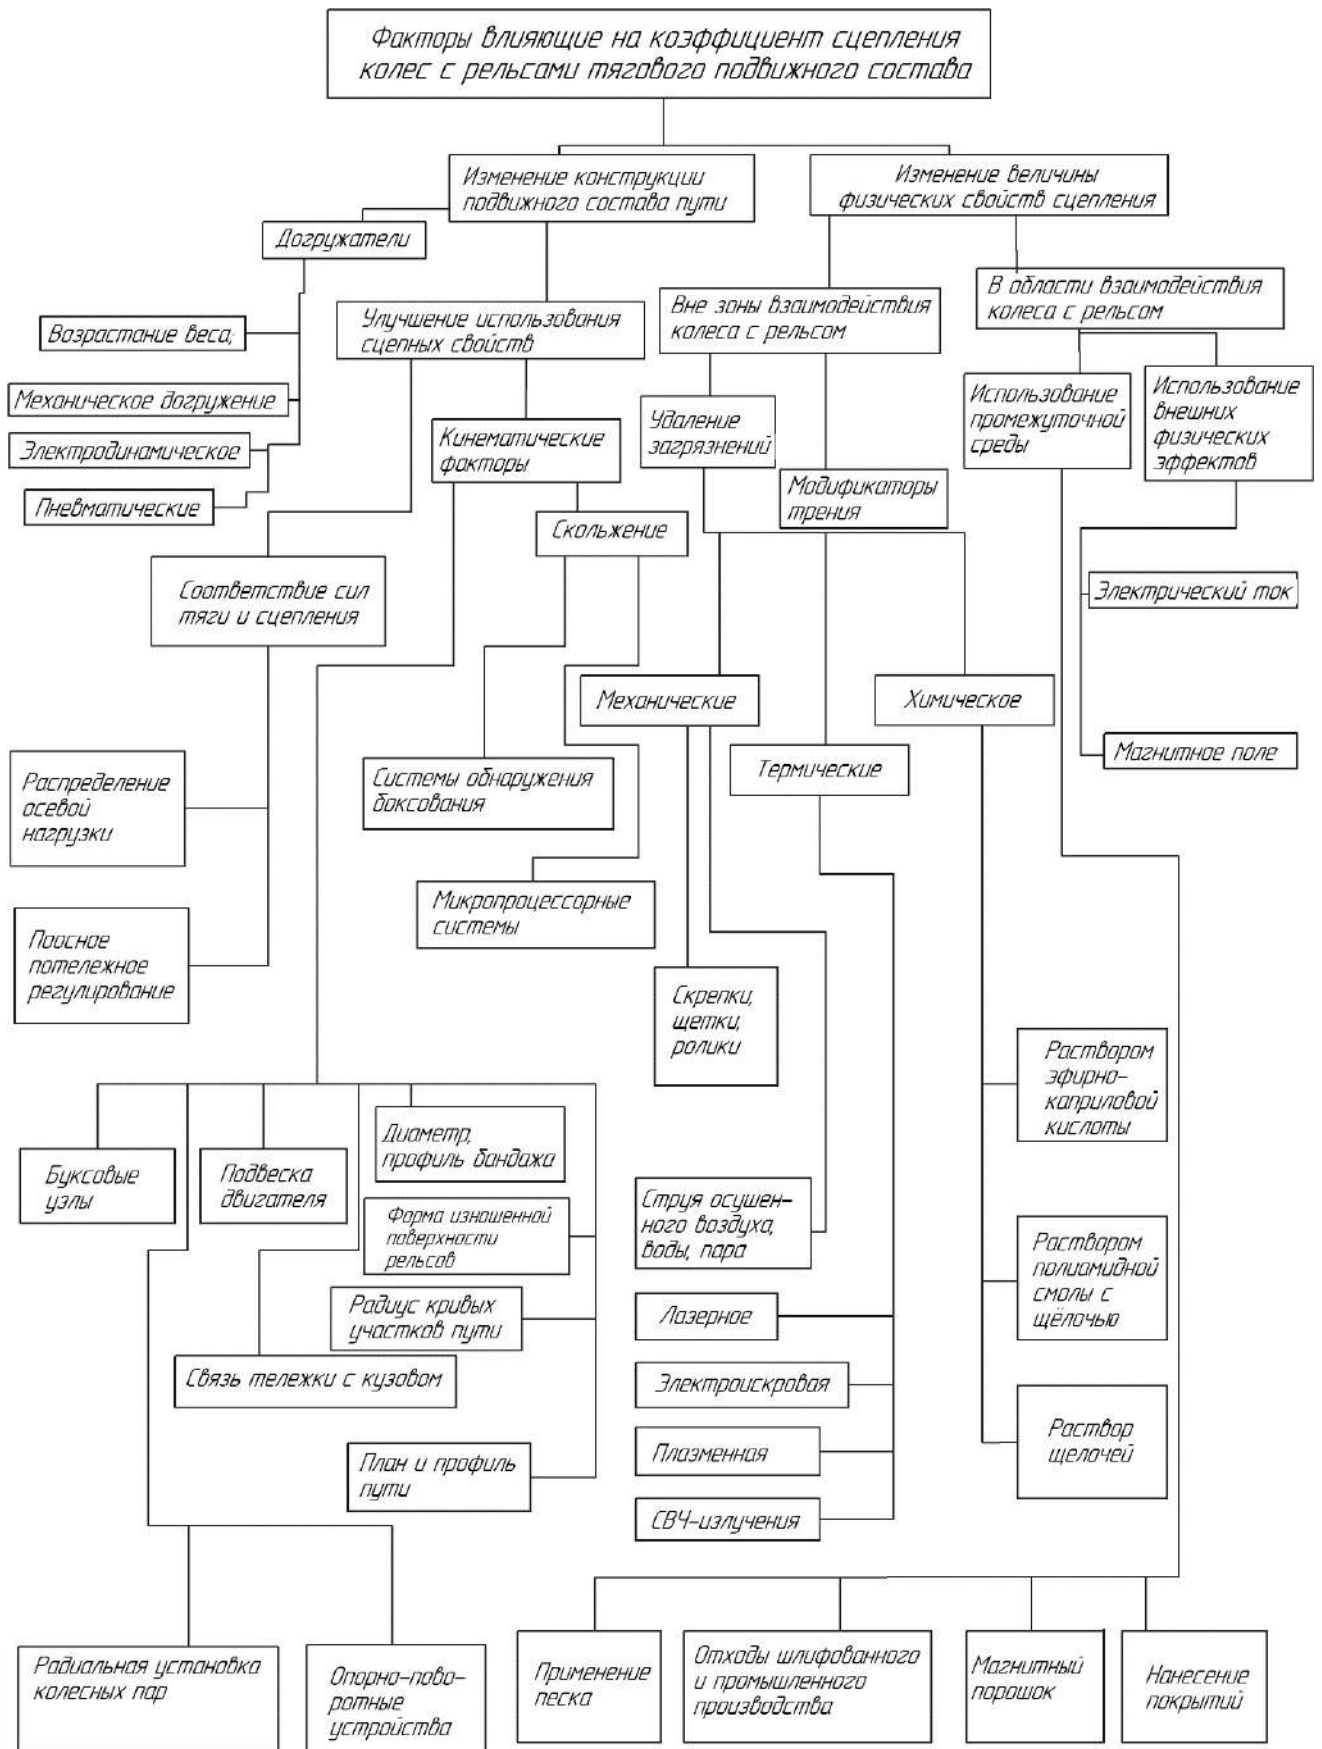 Факторы влияющие на коэффициент сцепления
колес с рельсами тягового подвижного состава
Изменение конструкции
подвижного состава пути
Изменение величины
физических свойств сцепления
Догружатели
В области взаимодействия
колеса с рельсом
Вне зоны взаимодействия
колеса с рельсом
Улучшение использования
сцепных свойств
Возрастание веса;
Механическое догружение
Электродинамическое
Пневматические
Кинематические
факторы
Удаление
загрязнений
Использование
промежуточной
среды
Использование
внешних
физических
эффектов
Модификаторы
трения
Скольжение
Соответствие сил
тяги и сцепления
Электрический ток
Механические
Химическое
Магнитное поле
Термические
Распределение
осевой
нагрузки
Системы обнаружения
боксования
Микропроцессорные
системы
Поосное
потележное
регулирование
Скрепки,
щетки,
ролики
Раствором
эфирно-
каприловой
кислоты
Диаметр,
профиль бандажа
Буксовые
узлы
Подвеска
двигателя
Форма изношенной
поверхности
рельсов
Струя осушен-
ного воздуха,
воды, пара
Раствором
полиамидной
смолы с
щёлочью
Радиус кривых
участков пути
Лазерное
Связь тележки с кузовом
Электроискровая
Раствор
щелочей
Плазменная
План и профиль
пути
СВЧ-излучения
Радиальная установка
колесных пар
Опорно-пово-
ротные
устройства
Применение
песка
Отходы шлифованного
и промышленного
производства
Магнитный
порошок
Нанесение
покрытий